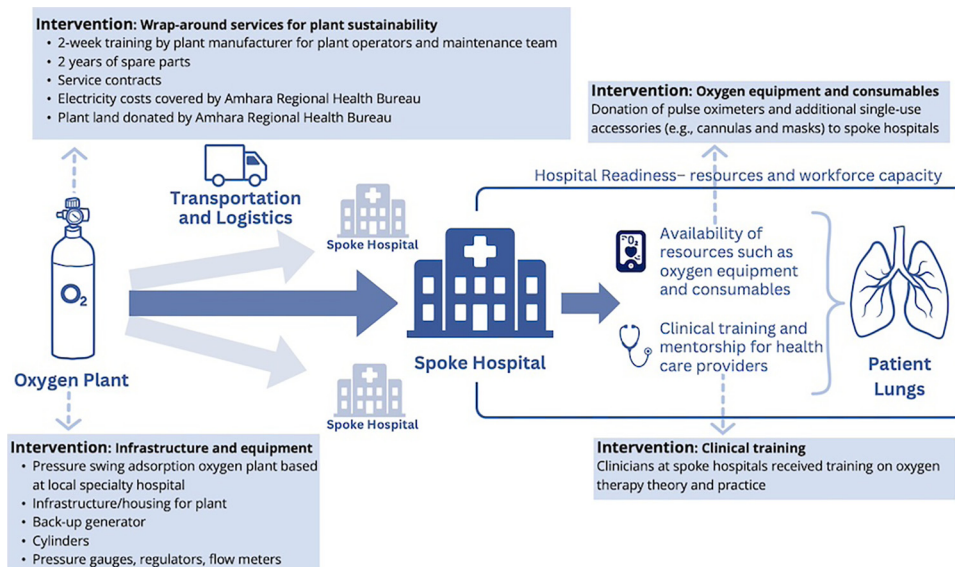 Intervention: Wrap-around services for plant sustainability
• 2-week training by plant manufacturer for plant operators and maintenance team
• 2 years of spare parts
• Service contracts
• Electricity costs covered by Amhara Regional Health Bureau
• Plant land donated by Amhara Regional Health Bureau
Intervention: Oxygen equipment and consumables
Donation of pulse oximeters and additional single-use
accessories (e.g., cannulas and masks) to spoke hospitals
Transportation
and Logistics
Hospital Readiness– resources and workforce capacity
Spoke Hospital
O2
Oxygen Plant
Spoke Hospital
Spoke Hospital
O2
Availability of
resources such as
oxygen equipment
and consumables
Clinical training and
mentorship for health
care providers
Patient
Lungs
Intervention: Infrastructure and equipment
• Pressure swing adsorption oxygen plant based
at local specialty hospital
• Infrastructure/housing for plant
• Back-up generator
• Cylinders
• Pressure gauges, regulators, flow meters
Intervention: Clinical training
Clinicians at spoke hospitals received training on oxygen
therapy theory and practice